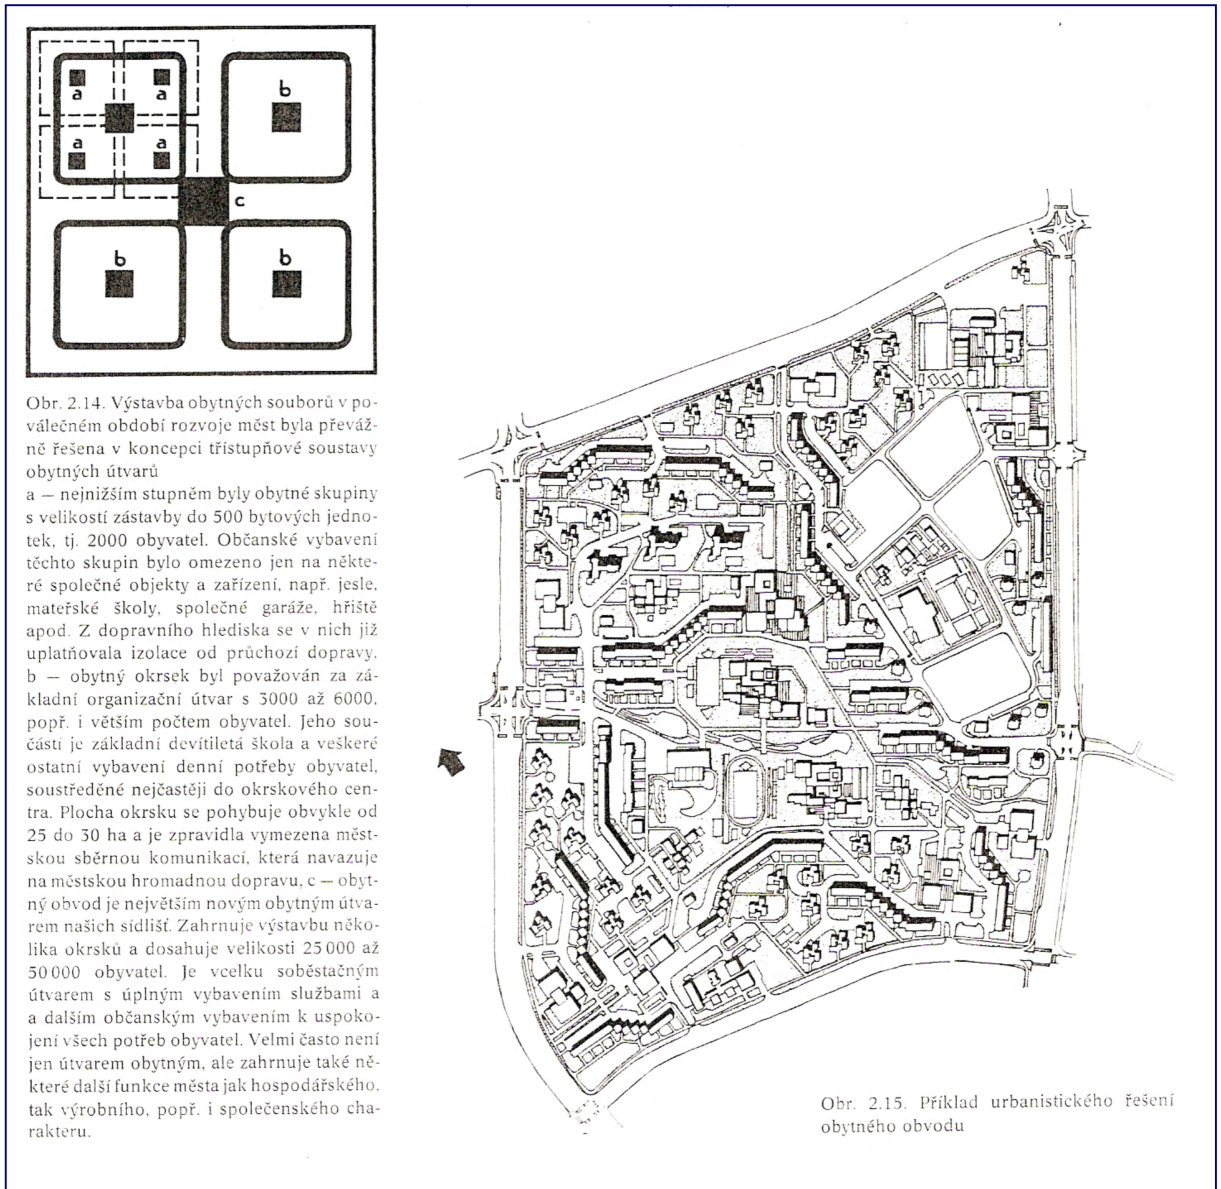 a
a
b
a
a
c
b
b
Obr. 2.14. Výstavba obytných souborů v po-
válečném období rozvoje měst byla převáž-
ně řešena v koncepci třístupňové soustavy
obytných útvarů
a — nejnižším stupněm byly obytné skupiny
s velikostí zástavby do 500 bytových jedno-
tek, tj. 2000 obyvatel. Občanské vybavení
těchto skupin bylo omezeno jen na někte-
ré společné objekty a zařízení, např. jesle,
mateřské školy, společné garáže, hřiště
apod. Z dopravního hlediska se v nich již
uplatňovala izolace od průchozí dopravy,
b — obytný okrsek byl považován za zá-
kladní organizační útvar s 3000 až 6000,
popř. i větším počtem obyvatel. Jeho sou-
částí je základní devítiletá škola a veškeré
ostatní vybavení denní potřeby obyvatel,
soustředěné nejčastěji do okrskového cen-
tra. Plocha okrsku se pohybuje obvykle od
25 do 30 ha a je zpravidla vymezena měst-
skou sběrnou komunikací, která navazuje
na městskou hromadnou dopravu, c — obyt-
ný obvod je největším novým obytným útva-
rem našich sídlišť. Zahrnuje výstavbu něko-
lika okrsků a dosahuje velikosti 25 000 až
50 000 obyvatel. Je vcelku soběstačným
útvarem s úplným vybavením službami a
a dalším občanským vybavením k uspoko-
jení všech potřeb obyvatel. Velmi často není
jen útvarem obytným, ale zahrnuje také ně-
které další funkce města jak hospodářského,
tak výrobního, popř. i společenského cha-
rakteru.
Obr. 2.15. Příklad urbanistického řešení
obytného obvodu